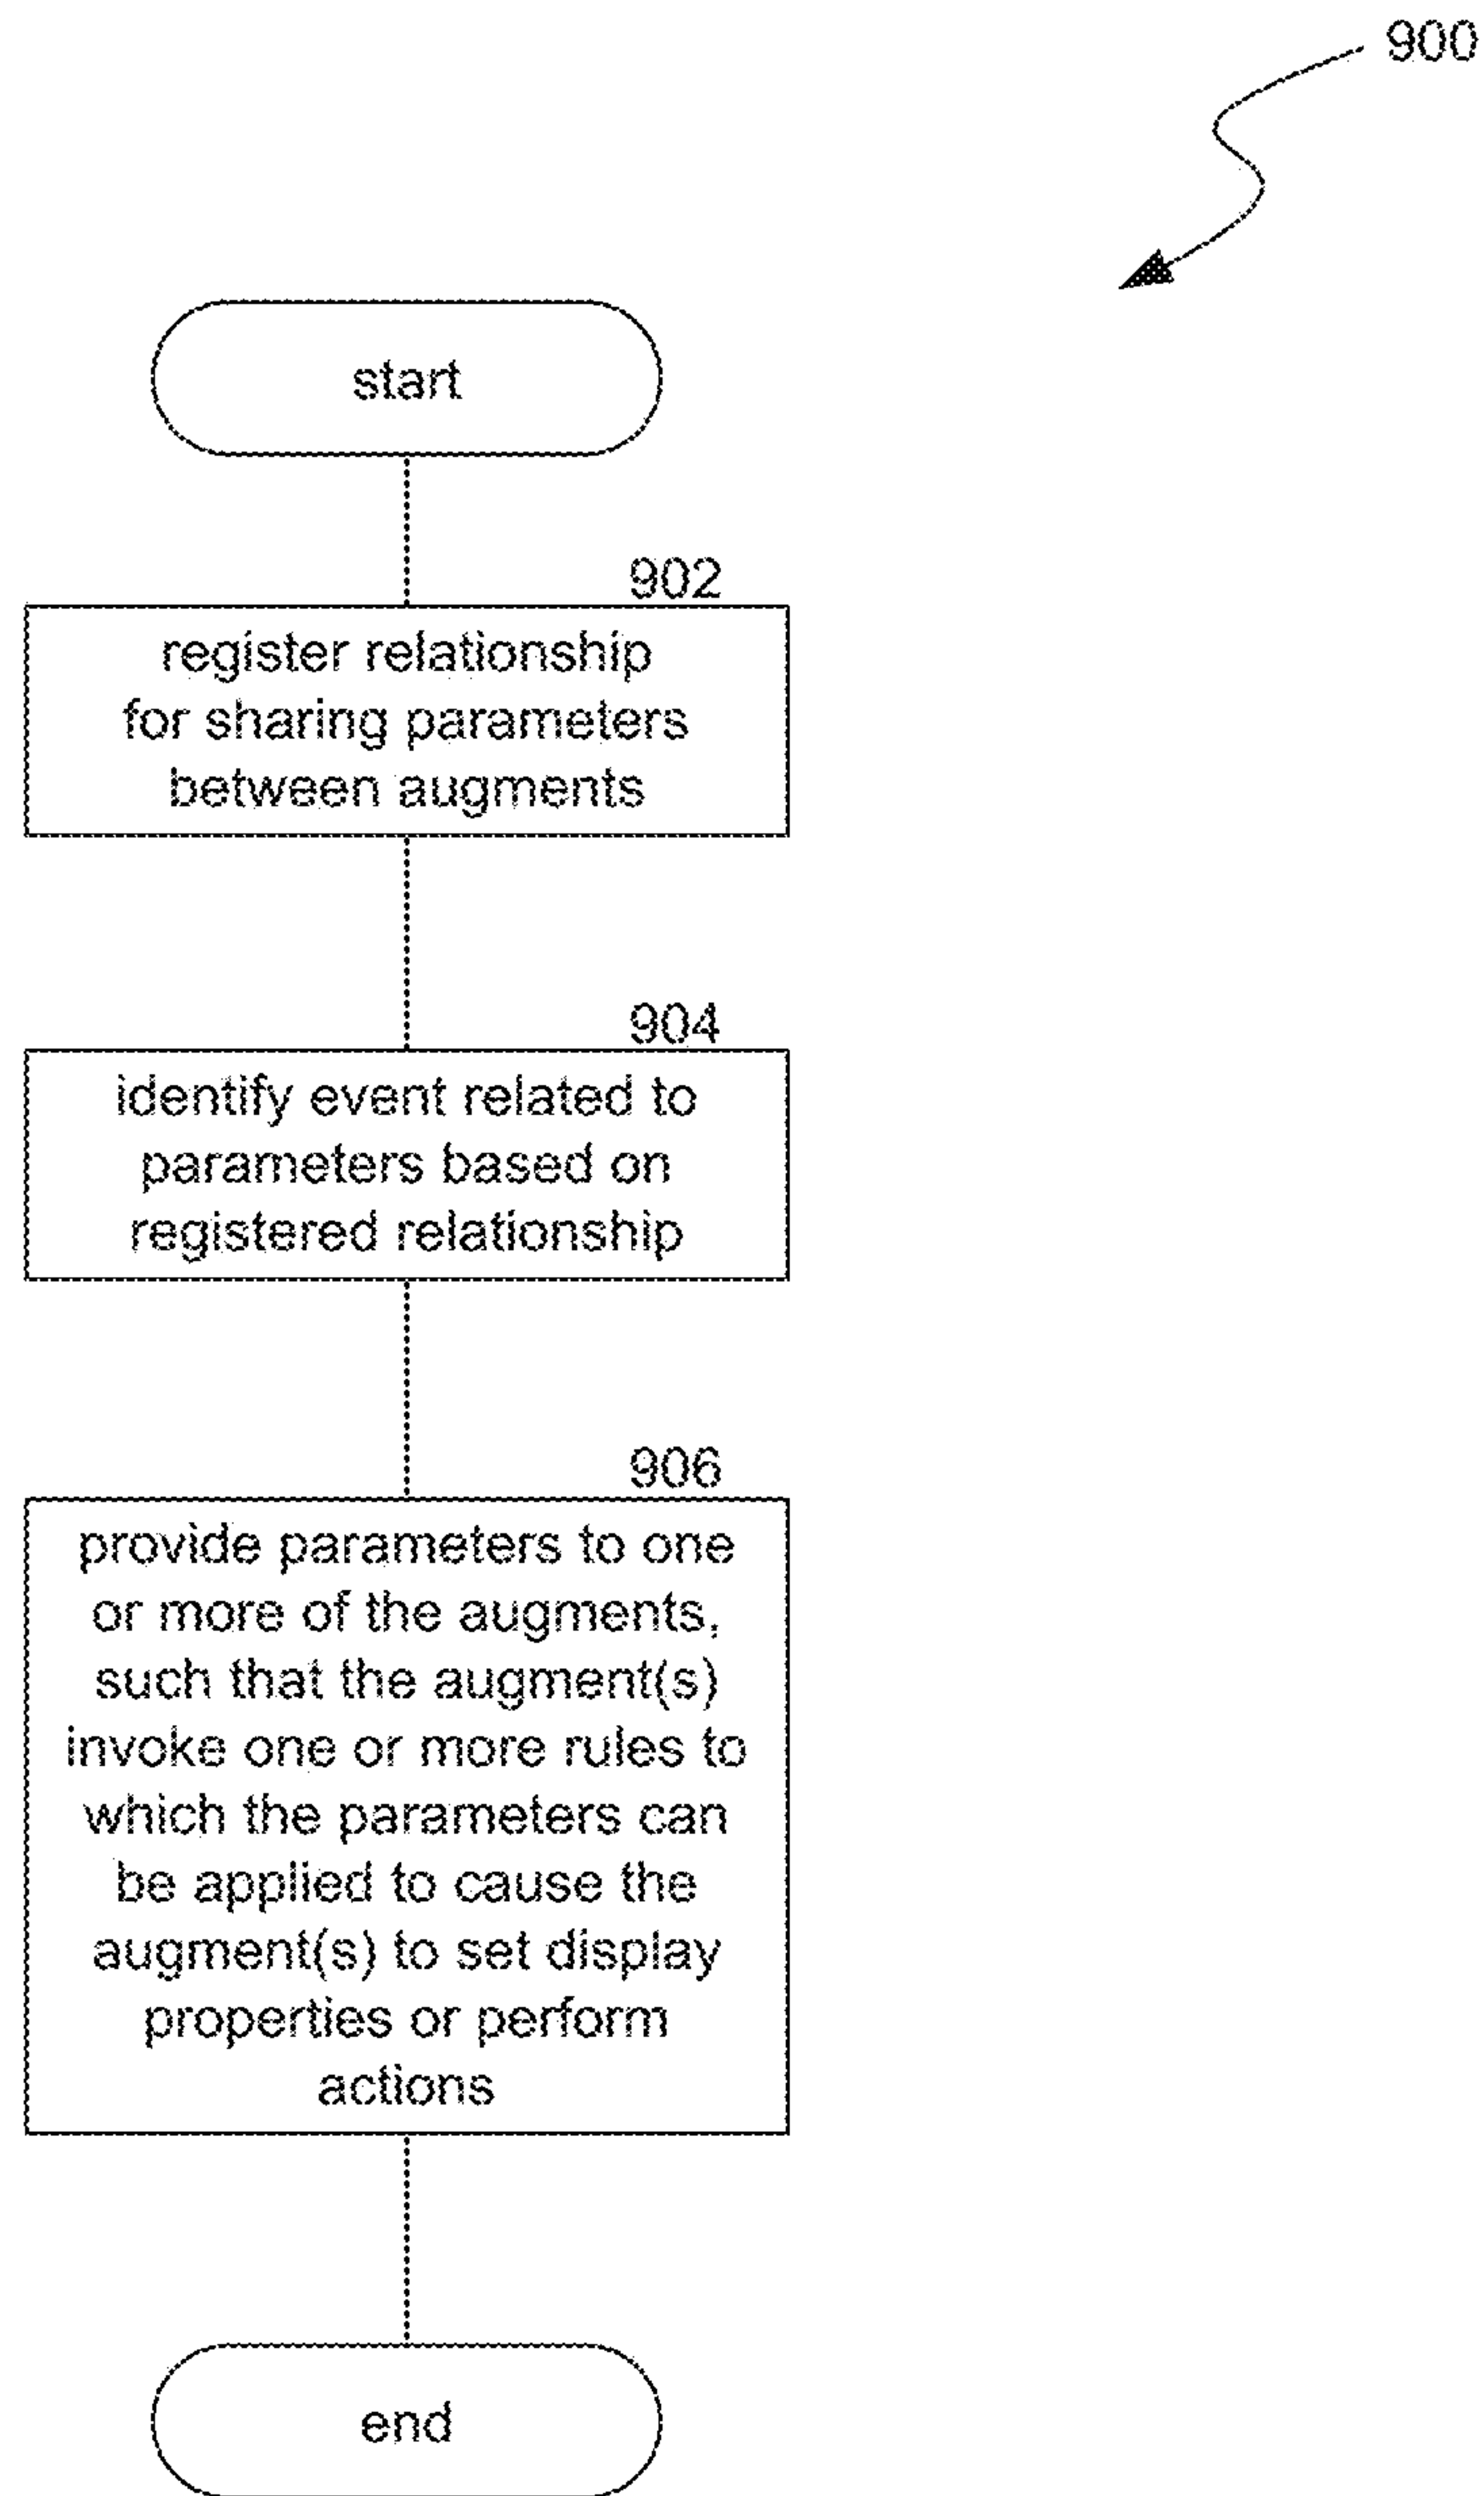 900
start
902
register relationship
for sharing parameters
between augments
904
identify event related to
parameters based on
registered relationship
906
provide parameters to one
or more of the augments,
such that the augment(s)
invoke one or more rules to
which the parameters can
be applied to cause the
augment(s) to set display
properties or perform
actions
end